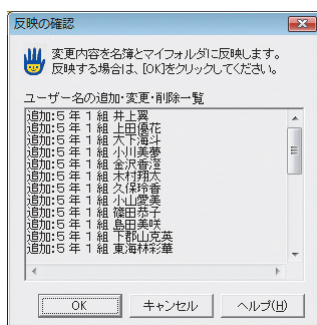 反映の確認
変更内容を名簿とマイフォルダに反映します。
反映する場合は、[OK]をクリックしてください。
ユーザー名の追加・変更・削除一覧
追加:5 年 1 組 井上翼
追加:5 年 1 組 上田優花
追加:5 年 1 組 大下海斗
追加:5 年 1 組 小川美夢
追加:5 年 1 組 金沢香澄
追加:5 年 1 組 木村翔太
追加:5 年 1 組 久保玲香
追加:5 年 1 組 小山愛美
追加:5 年 1 組 篠田恭子
追加:5 年 1 組 島田美咲
追加:5 年 1 組 下郡山克英
追加:5 年 1 組 東海林彩華
OK
キャンセル
ヘルプ(H)